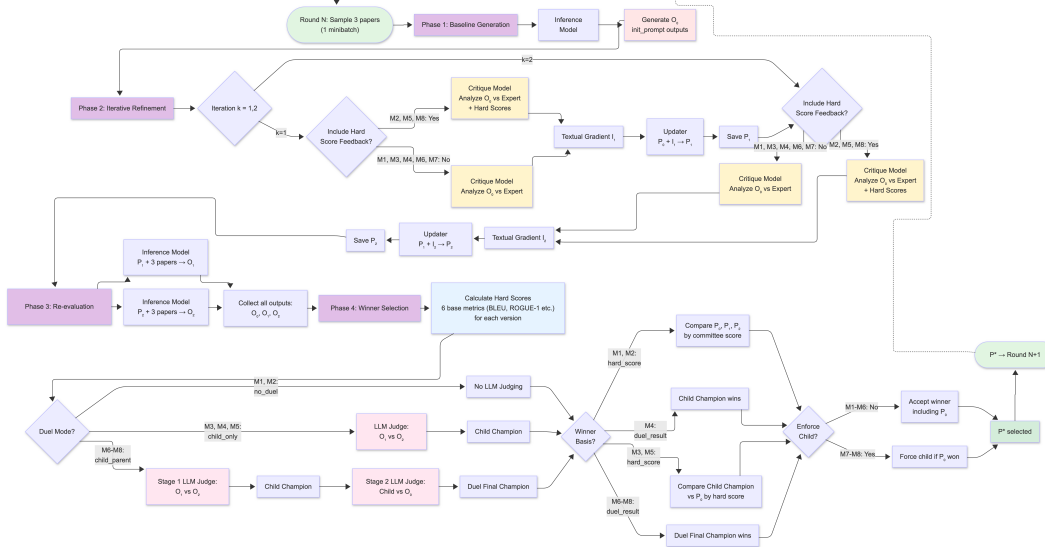 Round N: Sample 3 papers
(1 minibatch)
Phase 1: Baseline Generation
Inference
Model
Generate O₀
init_prompt outputs
k=2
Phase 2: Iterative Refinement
Iteration k = 1,2
k=1
Include Hard
Score Feedback?
M2, M5, M8: Yes
M1, M3, M4, M6, M7: No
Critique Model
Analyze O₀ vs Expert
+ Hard Scores
Critique Model
Analyze O₀ vs Expert
Textual Gradient I₁
Updater
P₀ + I₁ → P₁
Save P₁
Include Hard
Score Feedback?
M1, M3, M4, M6, M7: No
M2, M5, M8: Yes
Critique Model
Analyze O₀ vs Expert
Critique Model
Analyze O₀ vs Expert
+ Hard Scores
Textual Gradient I₂
Updater
P₁ + I₂ → P₂
Save P₂
Phase 3: Re-evaluation
Inference Model
P₁ + 3 papers → O₁
Inference Model
P₂ + 3 papers → O₂
Collect all outputs:
O₀, O₁, O₂
Phase 4: Winner Selection
Calculate Hard Scores
6 base metrics (BLEU, ROGUE-1 etc.)
for each version
Duel Mode?
M1, M2:
no_duel
No LLM Judging
M3, M4, M5:
child_only
LLM Judge:
O₁ vs O₂
Child Champion
M6-M8:
child_parent
Stage 1 LLM Judge:
O₁ vs O₂
Child Champion
Stage 2 LLM Judge:
Child vs O₀
Duel Final Champion
Winner
Basis?
M1, M2:
hard_score
Compare P₀, P₁, P₂
by committee score
M4:
duel_result
Child Champion wins
M3, M5:
hard_score
Compare Child Champion
vs P₀ by hard score
M6-M8:
duel_result
Duel Final Champion wins
Enforce
Child?
M1-M6: No
Accept winner
including P₀
M7-M8: Yes
Force child if P₀ won
P* selected
P* → Round N+1